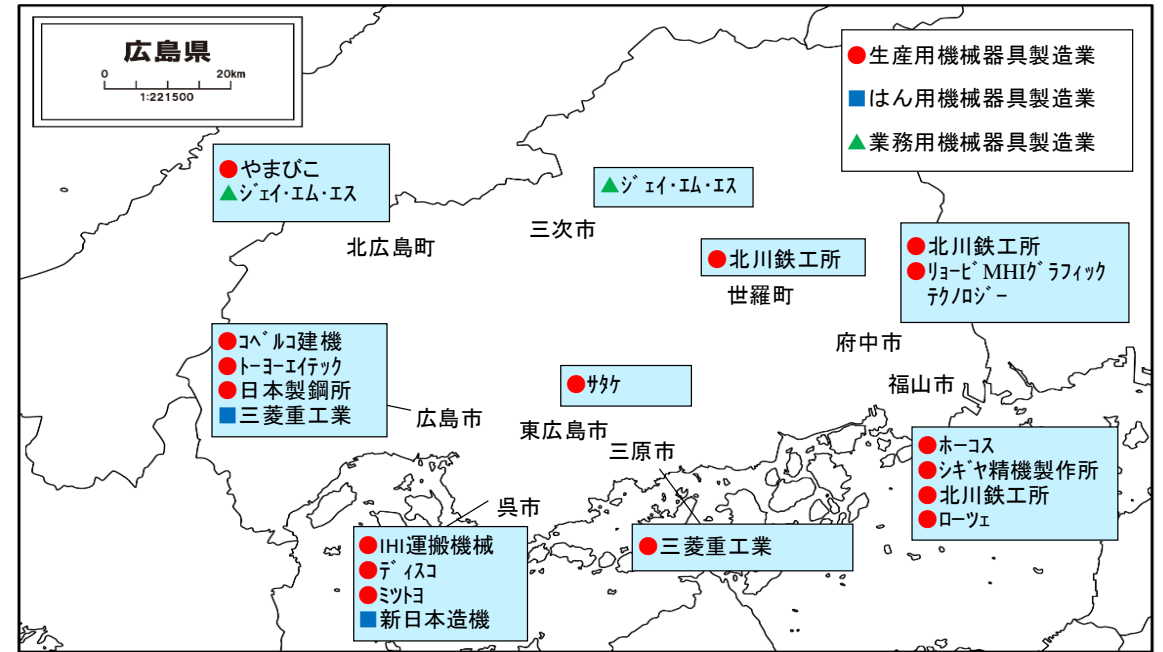 広島県
0 20km
1:221500
●生産用機械器具製造業
■はん用機械器具製造業
▲業務用機械器具製造業
●やまびこ
▲ジェイ・エム・エス
北広島町
▲ジェイ・エム・エス
三次市
●北川鉄工所
世羅町
●北川鉄工所
●リョービMHIグラフィック
テクノロジー
府中市
●コベルコ建機
●トーヨーエイテック
●日本製鋼所
■三菱重工業
広島市
●サタケ
東広島市
福山市
●ホーコス
●シギヤ精機製作所
●北川鉄工所
●ローツェ
三原市
●三菱重工業
呉市
●IHI運搬機械
●ディスコ
●ミツトヨ
■新日本造機